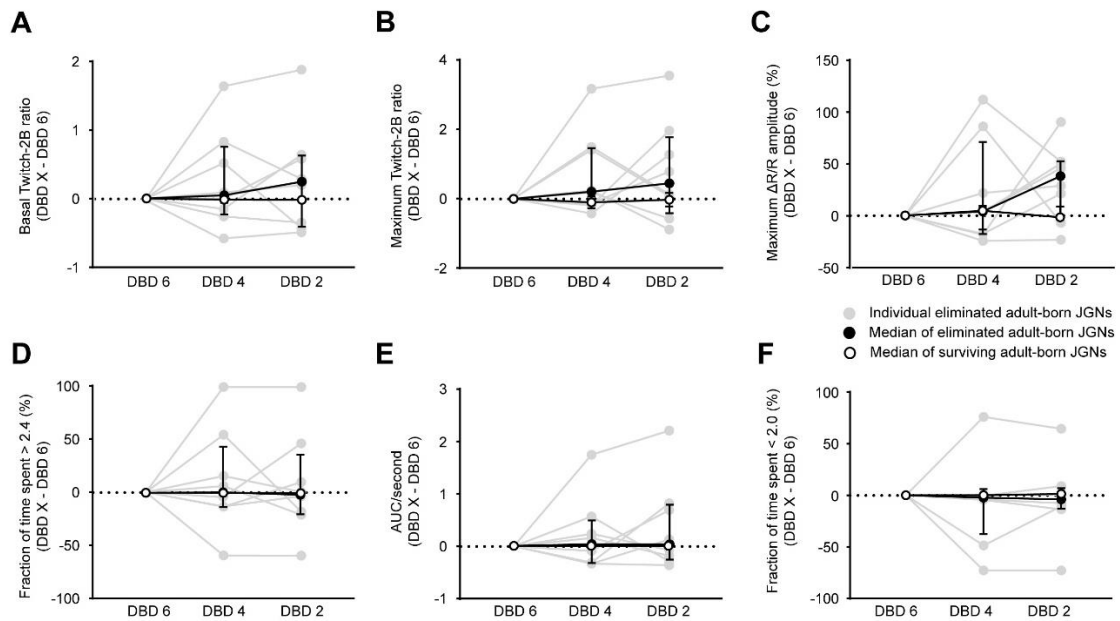 A
Basal Twitch-2B ratio
(DBD X - DBD 6)
2
1
0
-1
DBD 6 DBD 4 DBD 2
B
Maximum Twitch-2B ratio
(DBD X - DBD 6)
4
2
0
-2
DBD 6 DBD 4 DBD 2
C
Maximum ΔR/R amplitude (%)
(DBD X - DBD 6)
150
100
50
0
-50
DBD 6 DBD 4 DBD 2
Individual eliminated adult-born JGNs
Median of eliminated adult-born JGNs
Median of surviving adult-born JGNs
D
Fraction of time spent > 2.4 (%)
(DBD X - DBD 6)
100
50
0
-50
-100
DBD 6 DBD 4 DBD 2
E
AUC/second
(DBD X - DBD 6)
3
2
1
0
-1
DBD 6 DBD 4 DBD 2
F
Fraction of time spent < 2.0 (%)
(DBD X - DBD 6)
100
50
0
-50
-100
DBD 6 DBD 4 DBD 2